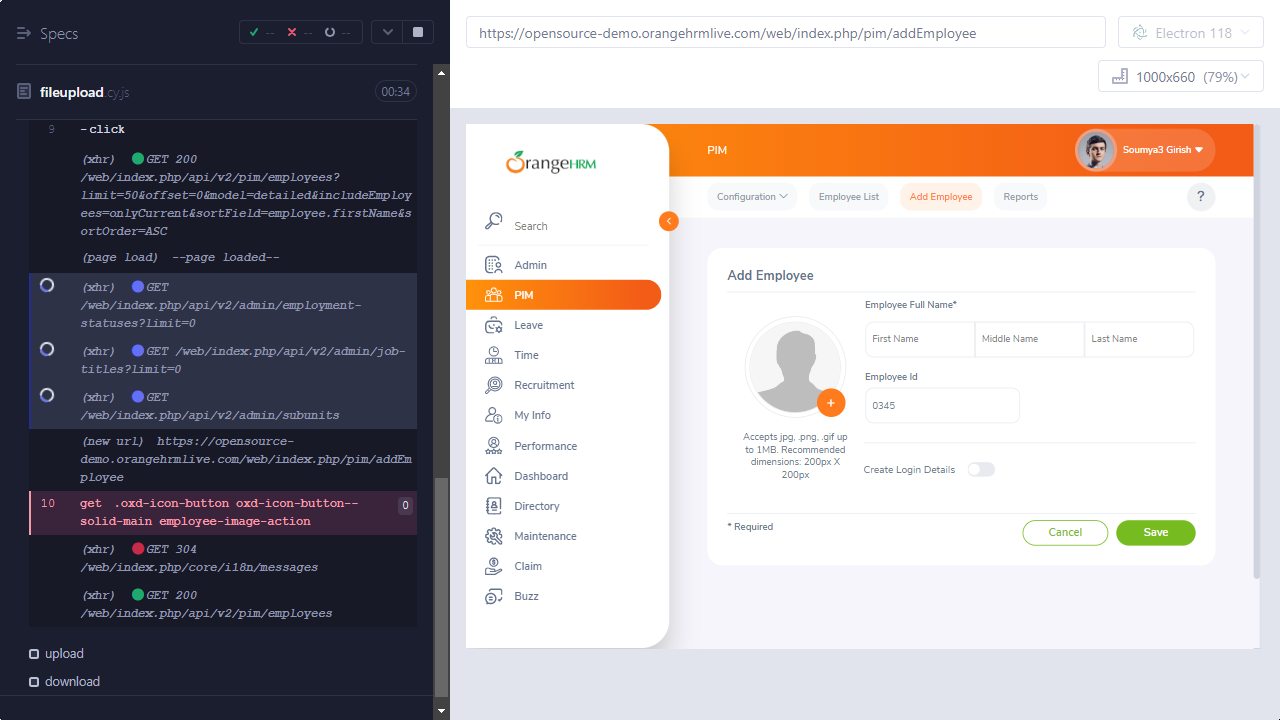 Specs
-- -- --
fileupload.cy.js
00:34
9 -click
(xhr) GET 200
/web/index.php/api/v2/pim/employees?
limit=50&offset=0&model=detailed&includeEmploy
ees=onlyCurrent&sortField=employee.firstName&s
ortOrder=ASC
(page load) --page loaded--
(xhr) GET
/web/index.php/api/v2/admin/employment-
statuses?limit=0
(xhr) GET /web/index.php/api/v2/admin/job-
titles?limit=0
(xhr) GET
/web/index.php/api/v2/admin/subunits
(new url) https://opensource-
demo.orangehrmlive.com/web/index.php/pim/addEm
ployee
10 get .oxd-icon-button oxd-icon-button--
solid-main employee-image-action
0
(xhr) GET 304
/web/index.php/core/i18n/messages
(xhr) GET 200
/web/index.php/api/v2/pim/employees
upload
download
https://opensource-demo.orangehrmlive.com/web/index.php/pim/addEmployee
Electron 118
1000x660 (79%)
OrangeHRM
Search
Admin
PIM
Leave
Time
Recruitment
My Info
Performance
Dashboard
Directory
Maintenance
Claim
Buzz
PIM
Soumya3 Girish
Configuration
Employee List
Add Employee
Reports
?
Add Employee
Employee Full Name*
First Name
Middle Name
Last Name
Employee Id
0345
+
Accepts jpg, .png, .gif up
to 1MB. Recommended
dimensions: 200px X
200px
Create Login Details
* Required
Cancel
Save